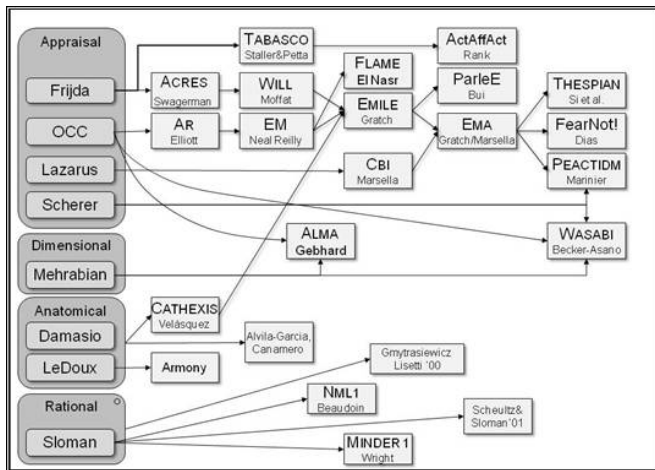 Appraisal
Frijda
OCC
Lazarus
Scherer
Dimensional
Mehrabian
Anatomical
Damasio
LeDoux
Rational
Sloman
TABASCO
Staller&Petta
ActAffAct
Rank
ACRES
Swagerman
WILL
Moffat
FLAME
El Nasr
EMILE
Gratch
ParleE
Bui
THESPIAN
Si et al.
AR
Elliott
EM
Neal Reilly
EMA
Gratch/Marsella
FearNot!
Dias
CBI
Marsella
PEACTIDM
Marinier
ALMA
Gebhard
WASABI
Becker-Asano
CATHEXIS
Velásquez
Alvila-Garcia,
Canamero
Armony
Gmytrasiewicz
Lisetti '00
NML1
Beaudoin
Scheultz&
Sloman'01
MINDER1
Wright